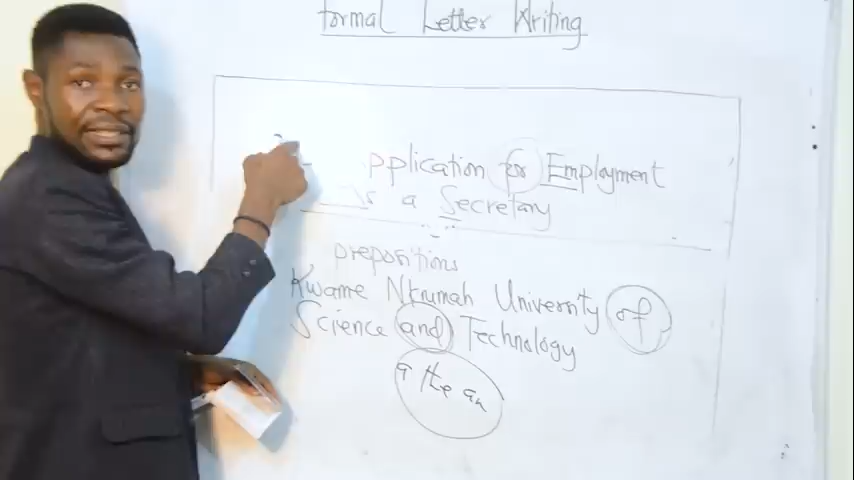 Formal Letter Writing
pplication for Employment
s a Secretary
prepositions
Kwame Nkrumah University of
Science and Technology
a the an